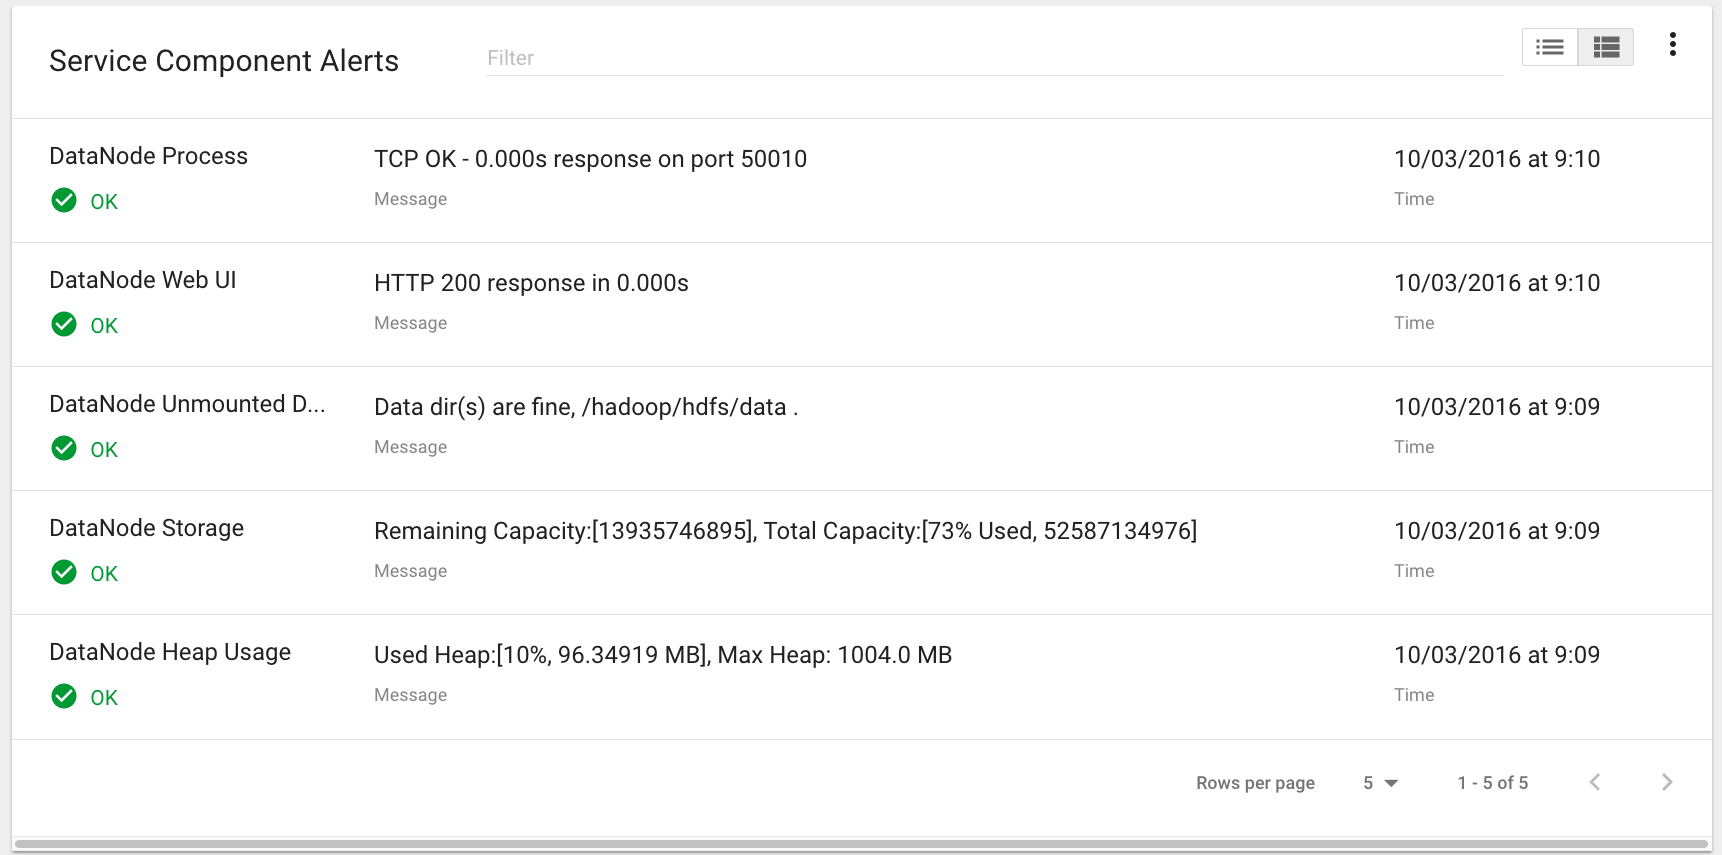 Service Component Alerts
Filter
DataNode Process
TCP OK - 0.000s response on port 50010
10/03/2016 at 9:10
OK
Message
Time
DataNode Web UI
HTTP 200 response in 0.000s
10/03/2016 at 9:10
OK
Message
Time
DataNode Unmounted D...
Data dir(s) are fine, /hadoop/hdfs/data .
10/03/2016 at 9:09
OK
Message
Time
DataNode Storage
Remaining Capacity:[13935746895], Total Capacity:[73% Used, 52587134976]
10/03/2016 at 9:09
OK
Message
Time
DataNode Heap Usage
Used Heap:[10%, 96.34919 MB], Max Heap: 1004.0 MB
10/03/2016 at 9:09
OK
Message
Time
Rows per page
5
1 - 5 of 5